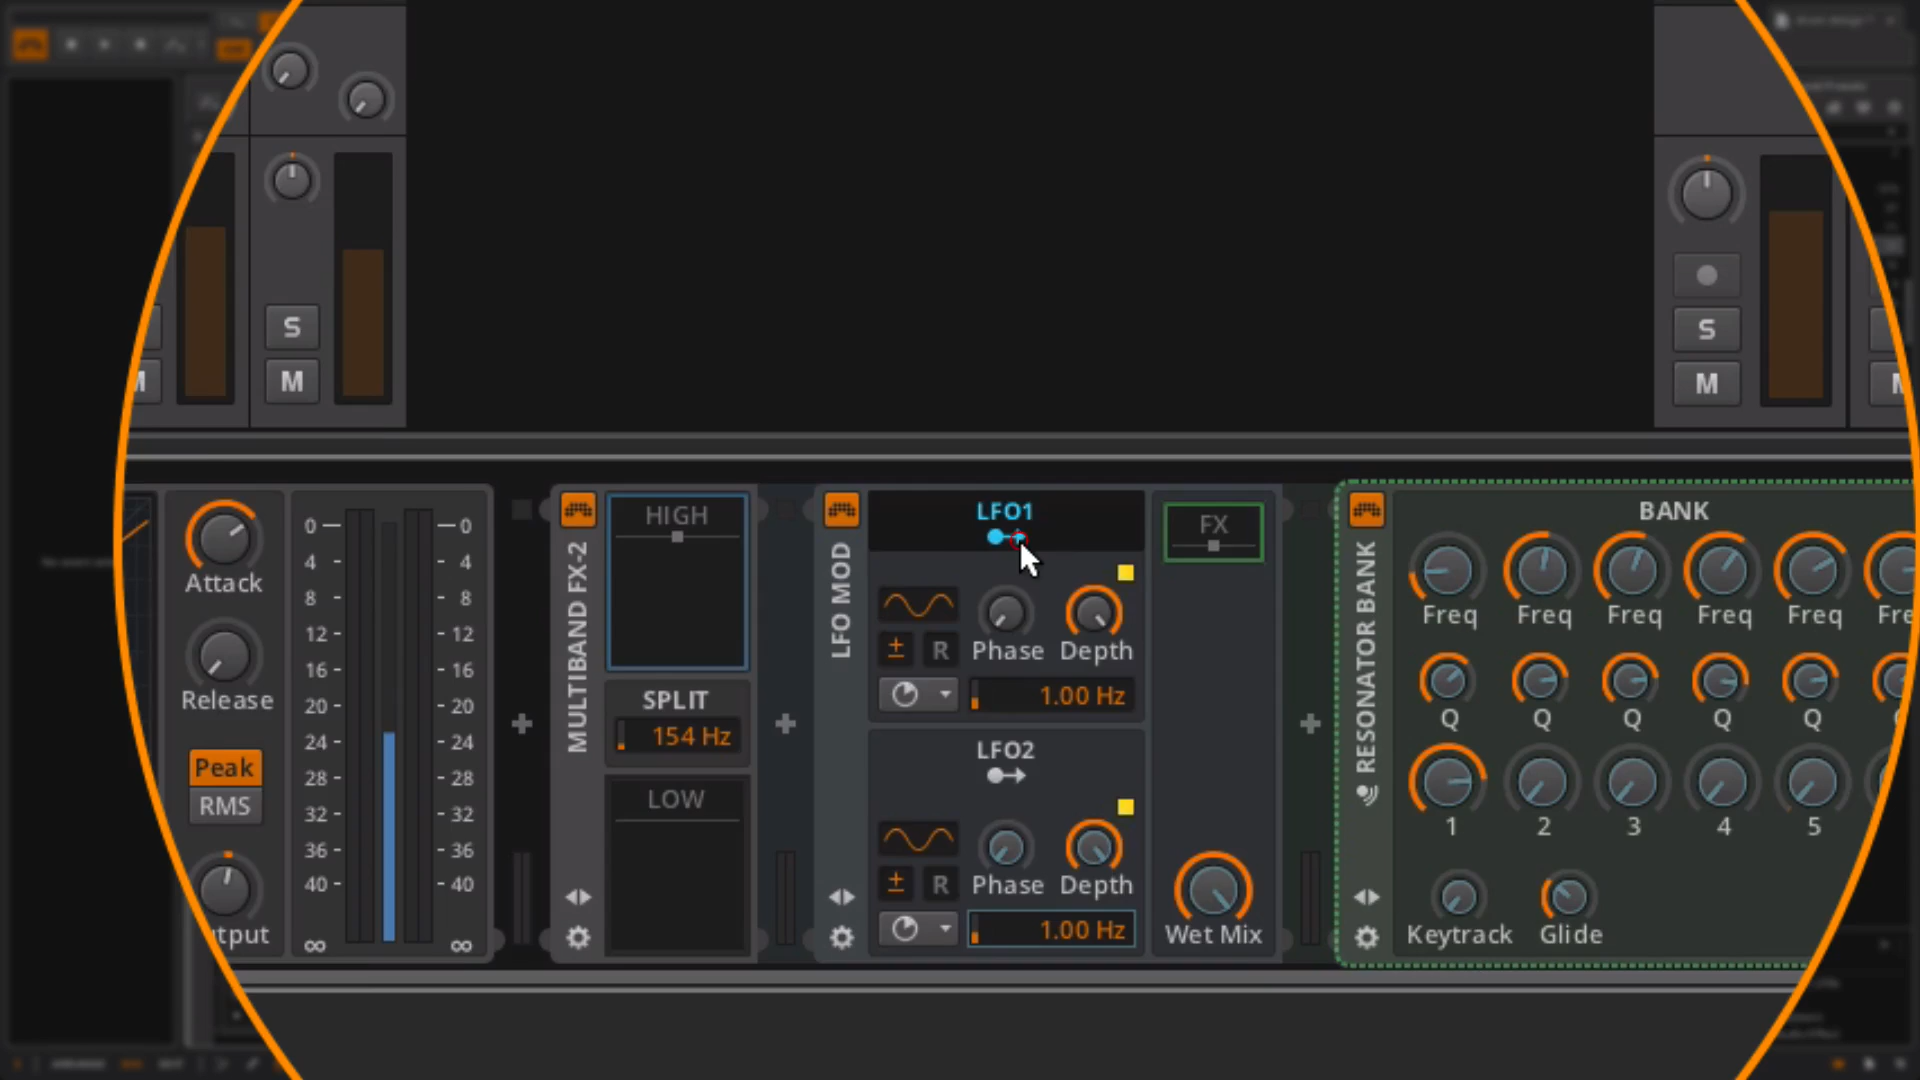 S
M
M
S
M
Attack
Release
Peak
RMS
0 0
4 4
8 8
12 12
16 16
20 20
24 24
28 28
32 32
36 36
40 40
∞ ∞
MULTIBAND FX-2
HIGH
SPLIT
154 Hz
LOW
LFO MOD
LFO1
± R
Phase Depth
1.00 Hz
LFO2
± R
Phase Depth
1.00 Hz
FX
Wet Mix
RESONATOR BANK
BANK
Freq Freq Freq Freq Freq Fre
Q Q Q Q Q
1 2 3 4 5
Keytrack Glide